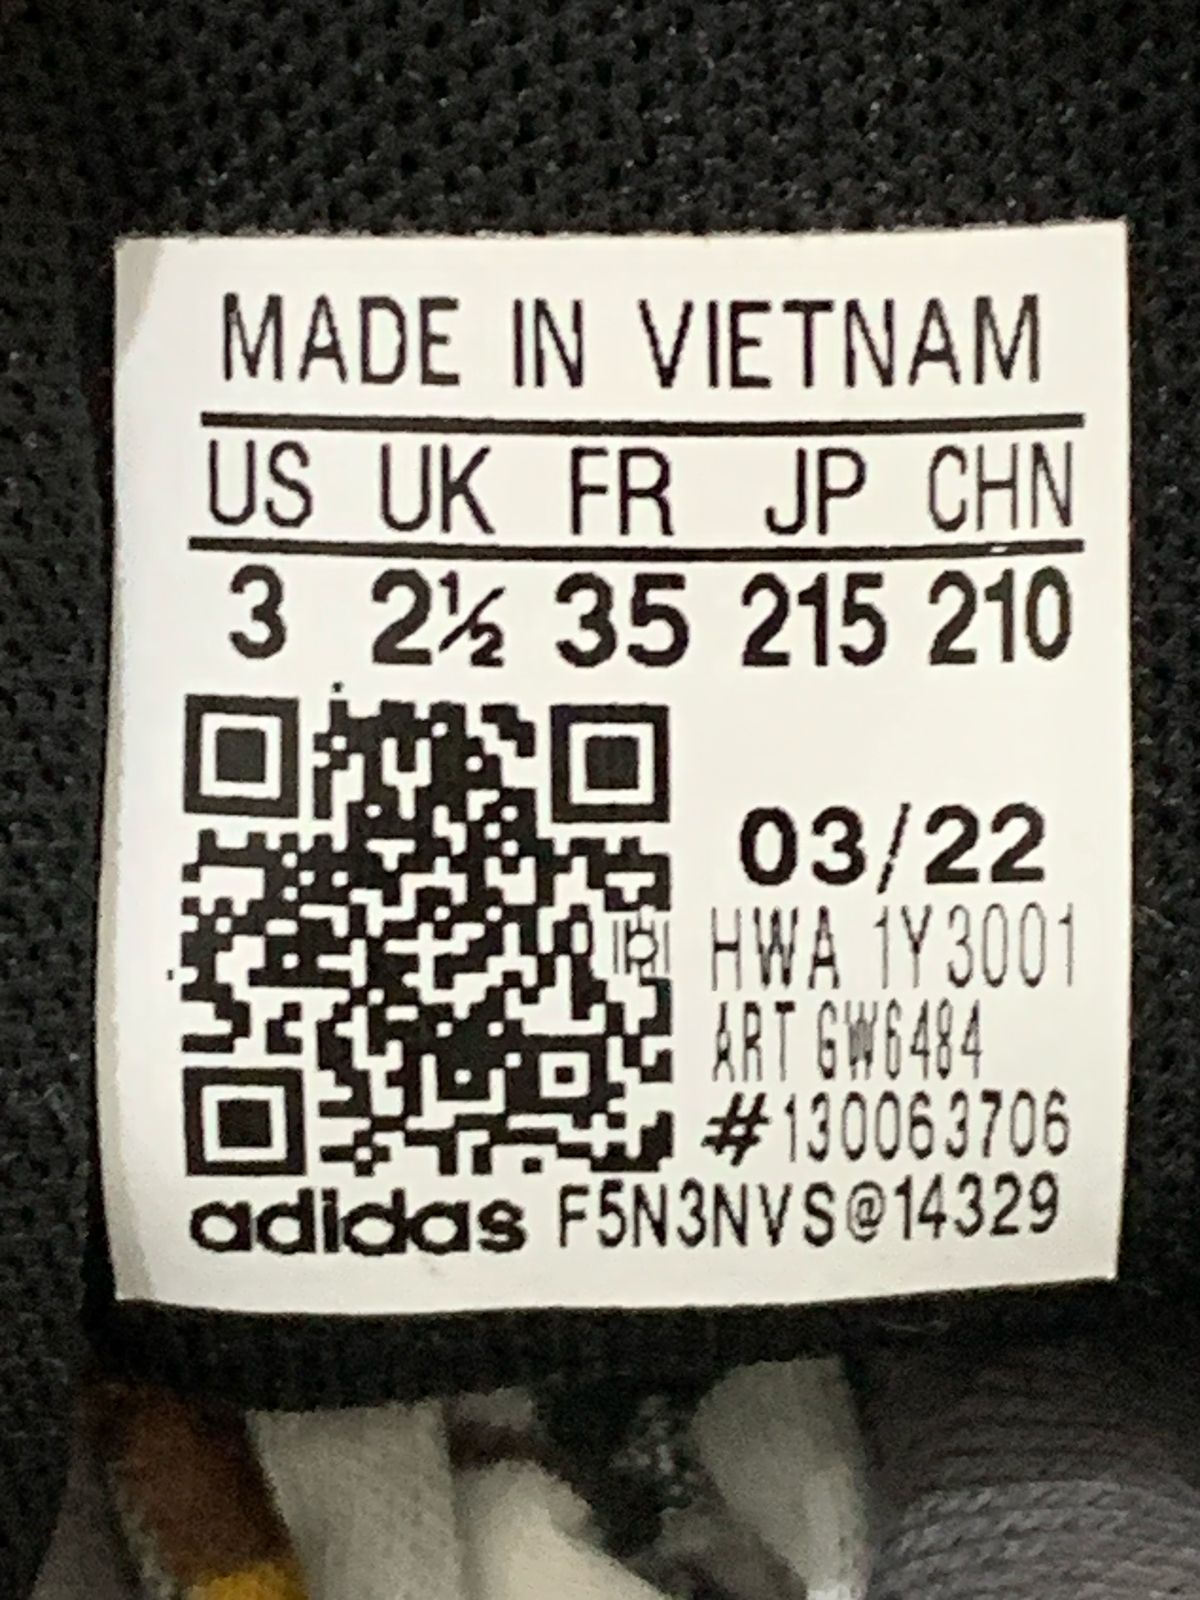 MADE IN VIETNAM
US UK FR JP CHN
3 2½ 35 215 210
03/22
HWA 1Y3001
ART GW6484
#130063706
adidas F5N3NVS@14329